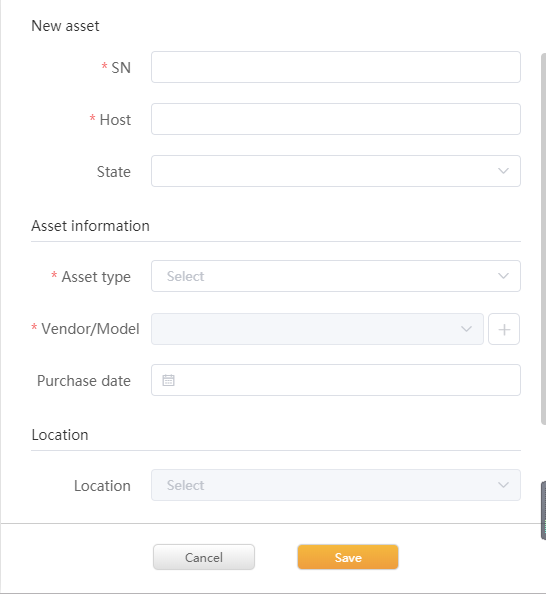 New asset
* SN
* Host
State
Asset information
* Asset type Select
* Vendor/Model
Purchase date
Location
Location Select
Cancel Save